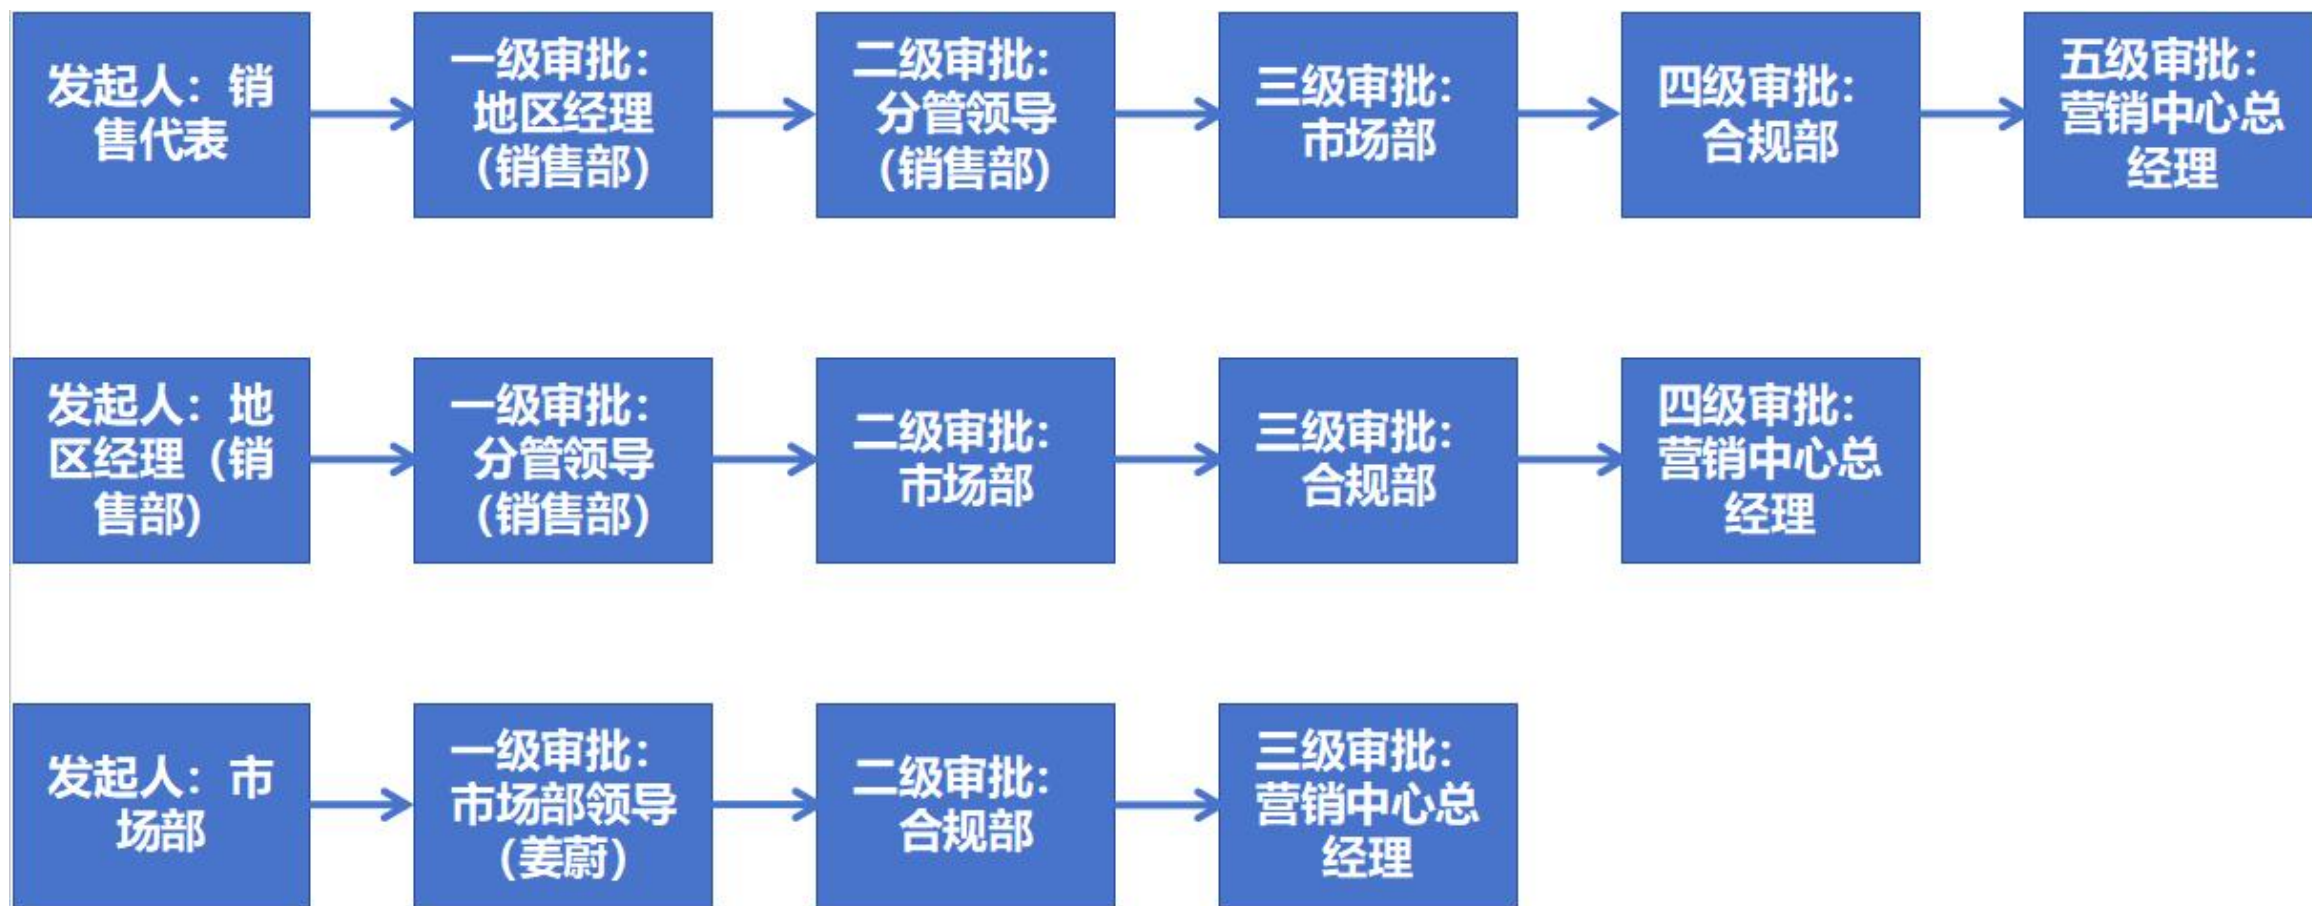 发起人：销
售代表
一级审批：
地区经理
（销售部）
二级审批：
分管领导
（销售部）
三级审批：
市场部
四级审批：
合规部
五级审批：
营销中心总
经理
发起人：地
区经理（销
售部）
一级审批：
分管领导
（销售部）
二级审批：
市场部
三级审批：
合规部
四级审批：
营销中心总
经理
发起人：市
场部
一级审批：
市场部领导
（姜蔚）
二级审批：
合规部
三级审批：
营销中心总
经理